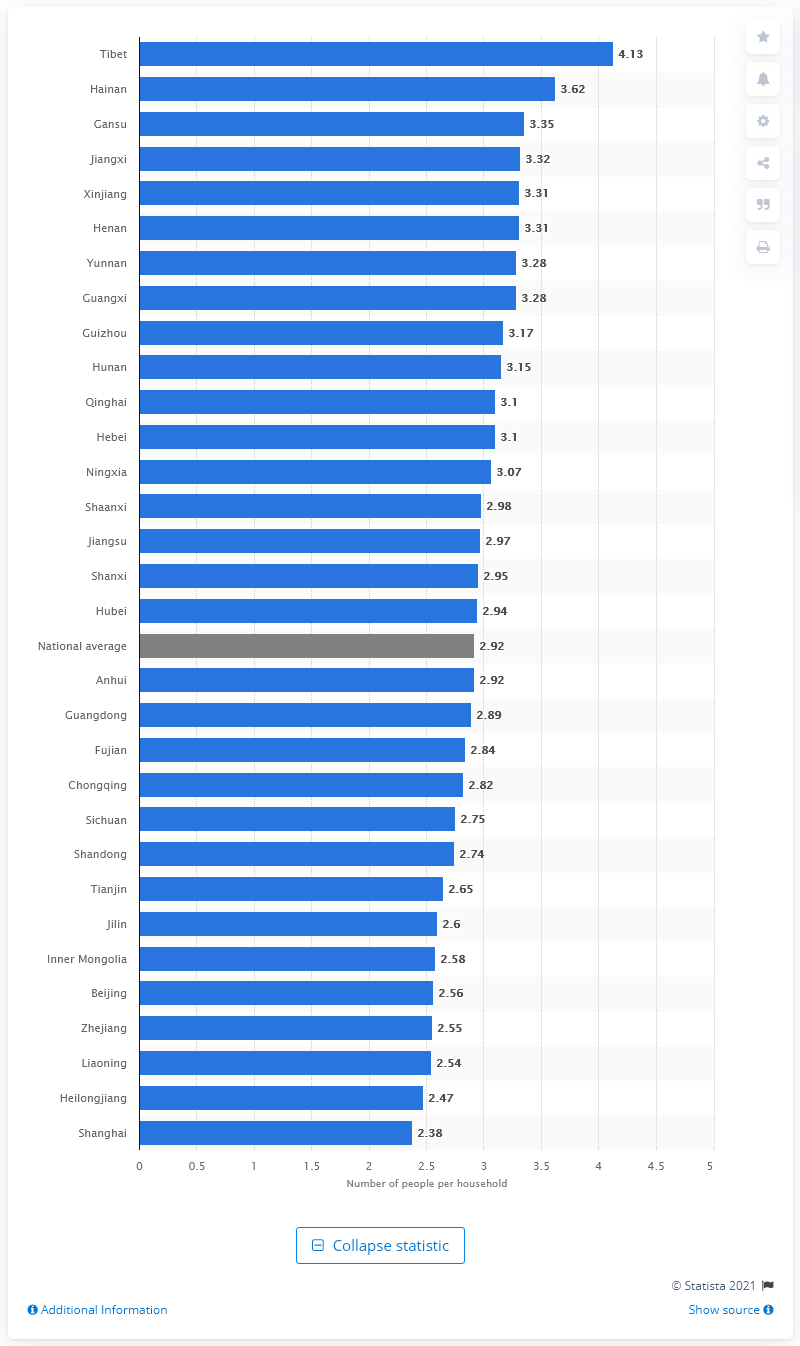 Tibet 4.13
Hainan 3.62
Gansu 3.35
Jiangxi 3.32
Xinjiang 3.31
Henan 3.31
Yunnan 3.28
Guangxi 3.28
Guizhou 3.17
Hunan 3.15
Qinghai 3.1
Hebei 3.1
Ningxia 3.07
Shaanxi 2.98
Jiangsu 2.97
Shanxi 2.95
Hubei 2.94
National average 2.92
Anhui 2.92
Guangdong 2.89
Fujian 2.84
Chongqing 2.82
Sichuan 2.75
Shandong 2.74
Tianjin 2.65
Jilin 2.6
Inner Mongolia 2.58
Beijing 2.56
Zhejiang 2.55
Liaoning 2.54
Heilongjiang 2.47
Shanghai 2.38
0 0.5 1 1.5 2 2.5 3 3.5 4 4.5 5
Number of people per household
Collapse statistic
© Statista 2021
Additional Information Show source